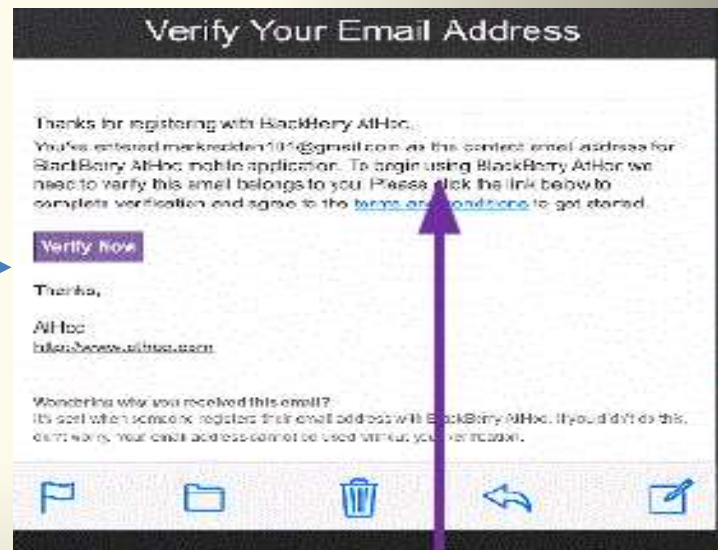 Verify Your Email Address
Thanks for registering with BlackBerry AtHoc.
You've entered markredden101@gmail.com as the contact email address for
BlackBerry AtHoc mobile application. To begin using BlackBerry AtHoc we
need to verify this email belongs to you. Please click the link below to
complete verification and agree to the terms and conditions to get started.
Verify Now
Thanks,
AtHoc
http://www.athoc.com
Wondering why you received this email?
It's sent when someone registers their email address with BlackBerry AtHoc. If you didn't do this,
don't worry. Your email address cannot be used without your verification.